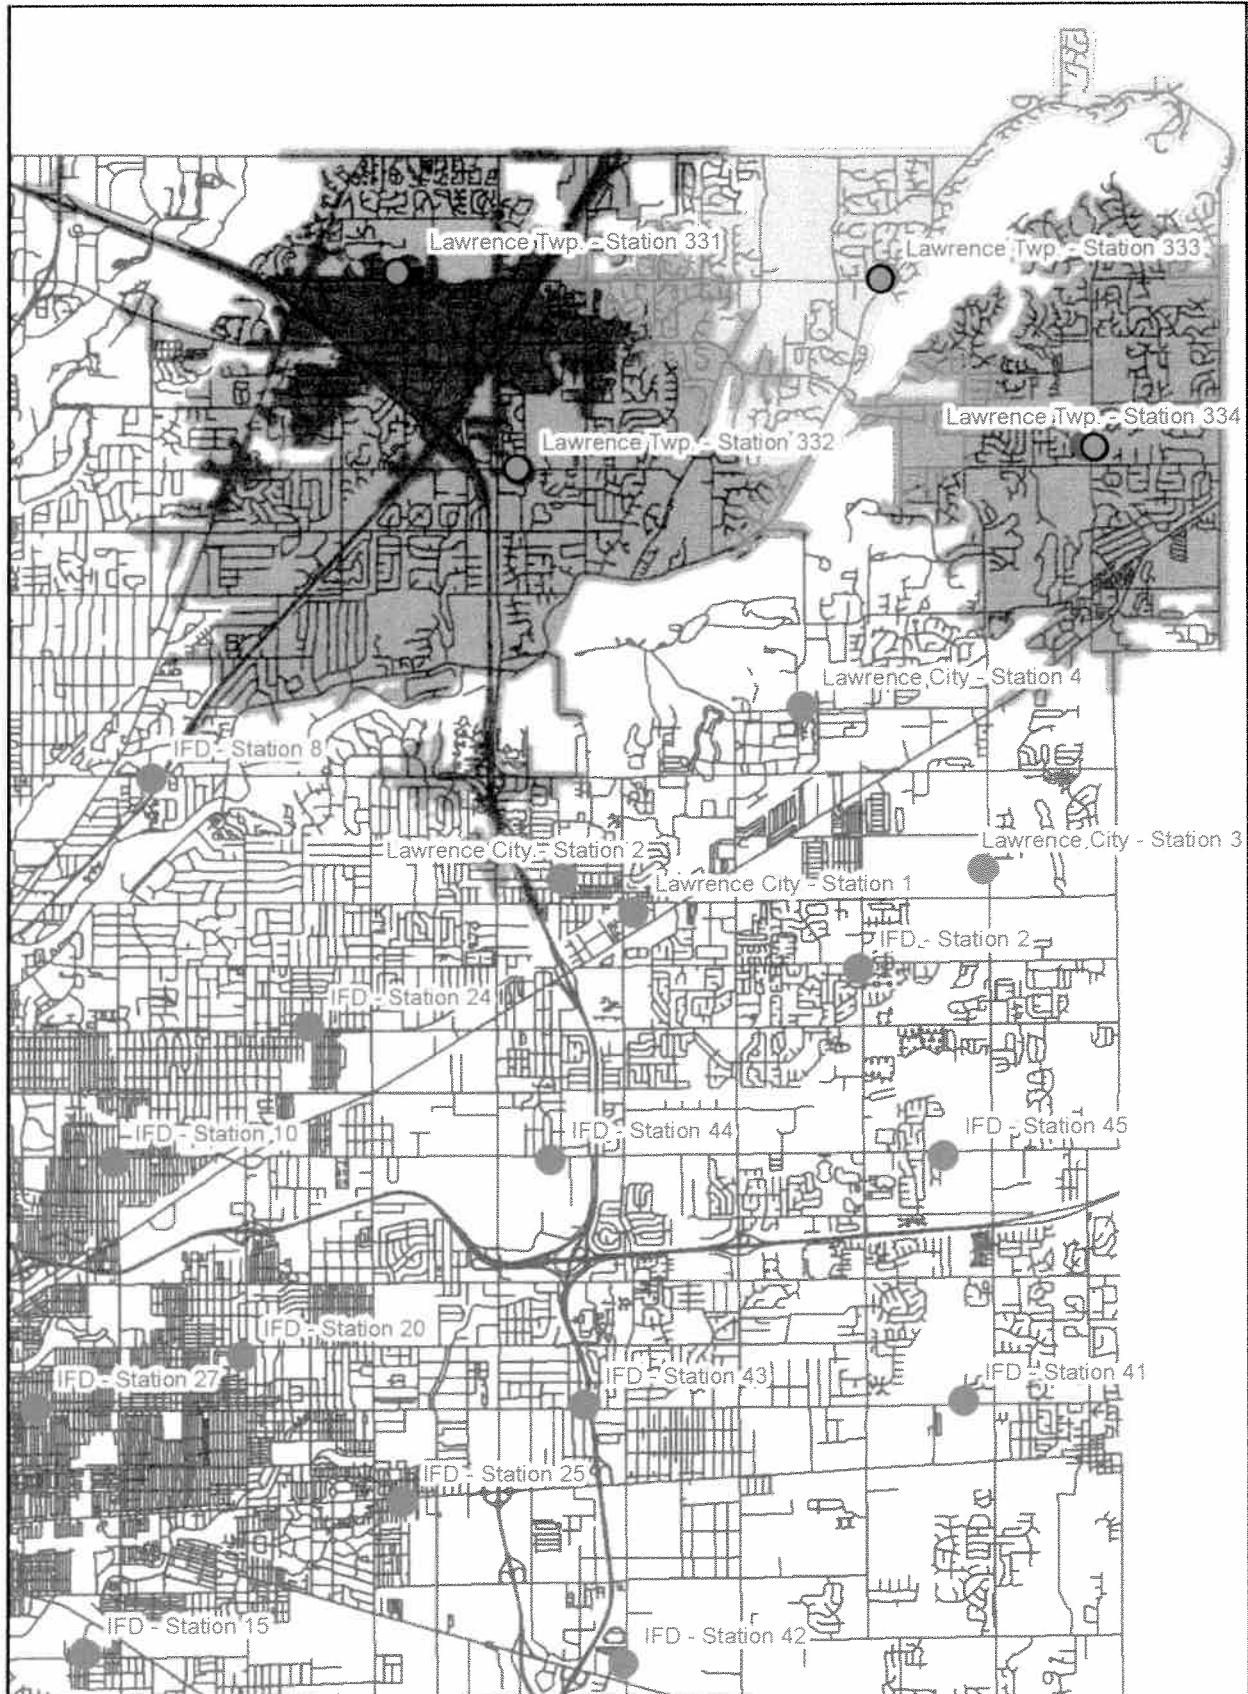 Lawrence Twp. - Station 331
Lawrence Twp. - Station 333
Lawrence Twp. - Station 334
Lawrence Twp. - Station 332
Lawrence City - Station 4
IFD - Station 8
Lawrence City - Station 2
Lawrence City - Station 3
Lawrence City - Station 1
IFD - Station 2
IFD - Station 24
IFD - Station 10
IFD - Station 44
IFD - Station 45
IFD - Station 20
IFD - Station 27
IFD - Station 43
IFD - Station 41
IFD - Station 25
IFD - Station 15
IFD - Station 42